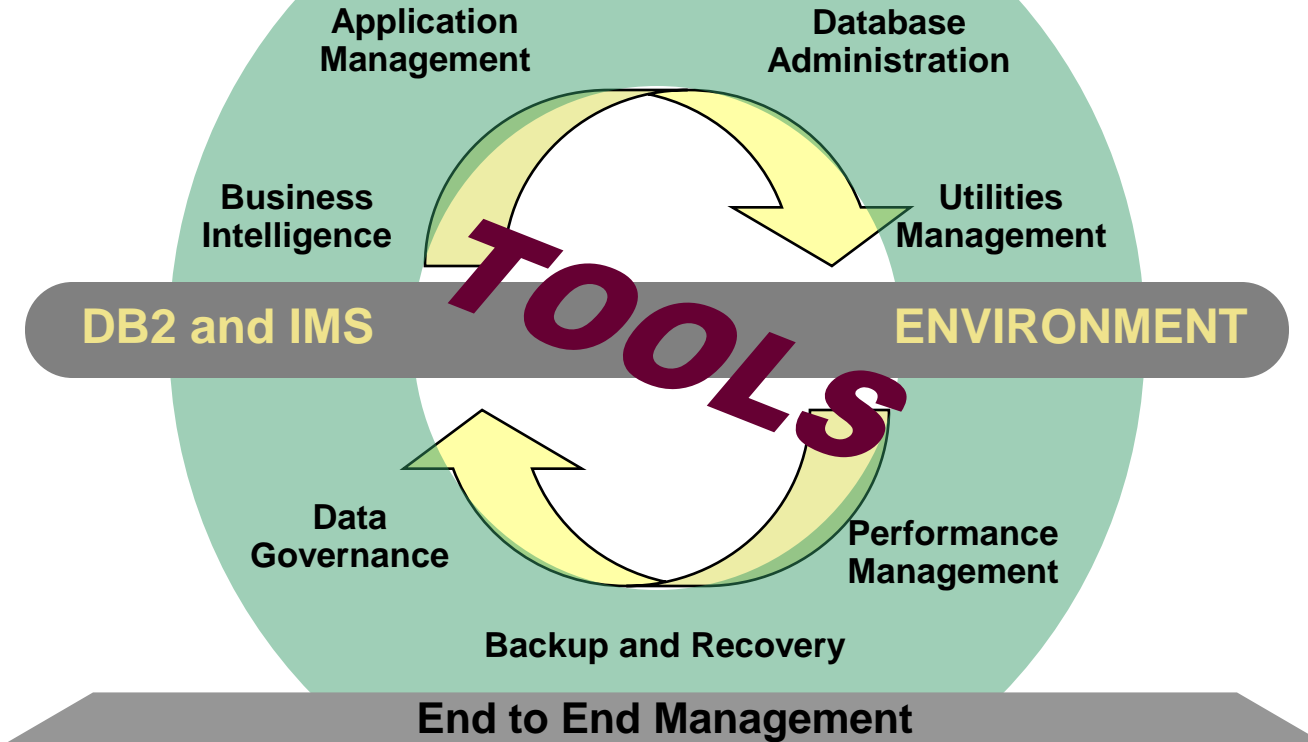 Application
Management
Database
Administration
Business
Intelligence
Utilities
Management
TOOLS
DB2 and IMS
ENVIRONMENT
Data
Governance
Performance
Management
Backup and Recovery
End to End Management